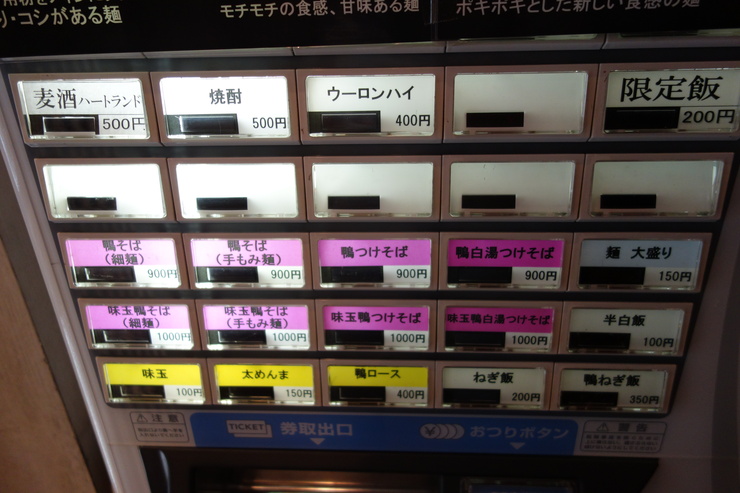 り・コシがある麺
モチモチの食感、甘味ある麺
ポキポキとした新しい食感の麺
麦酒ハートランド
500円
焼酎
500円
ウーロンハイ
400円
限定飯
200円
鴨そば
(細麺)
900円
鴨そば
(手もみ麺)
900円
鴨つけそば
900円
鴨白湯つけそば
900円
麺 大盛り
150円
味玉鴨そば
(細麺)
1000円
味玉鴨そば
(手もみ麺)
1000円
味玉鴨つけそば
1000円
味玉鴨白湯つけそば
1000円
半白飯
100円
味玉
100円
太めんま
150円
鴨ロース
400円
ねぎ飯
200円
鴨ねぎ飯
350円
注意
TICKET 券取出口
¥ おつりボタン
警告